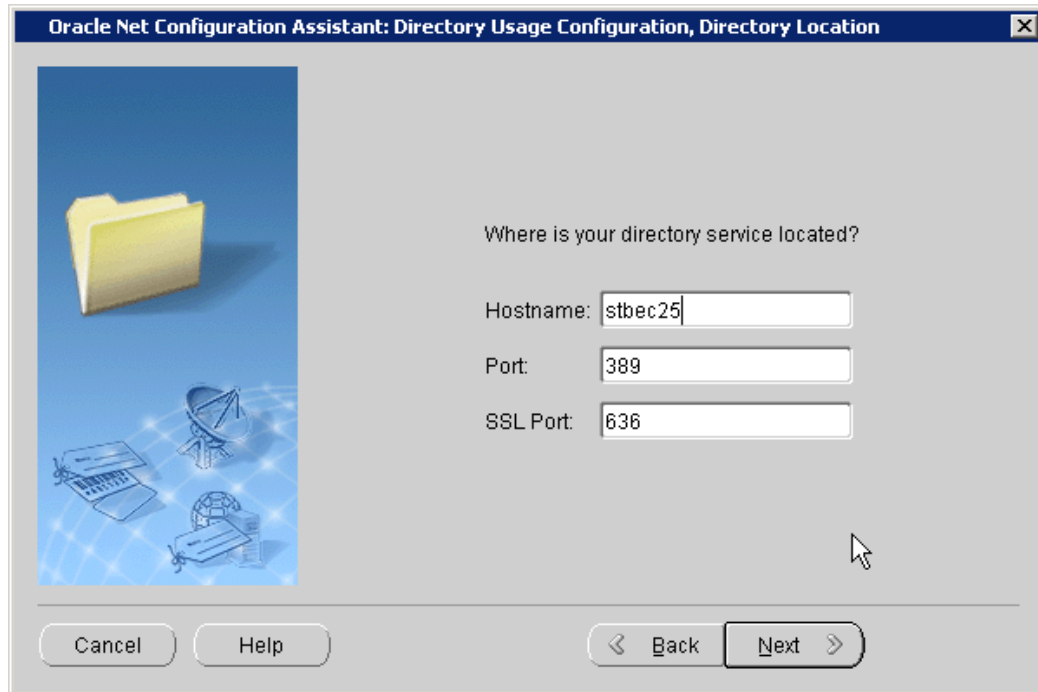 Oracle Net Configuration Assistant: Directory Usage Configuration, Directory Location
Where is your directory service located?
Hostname: stbec25
Port: 389
SSL Port: 636
Cancel Help Back Next